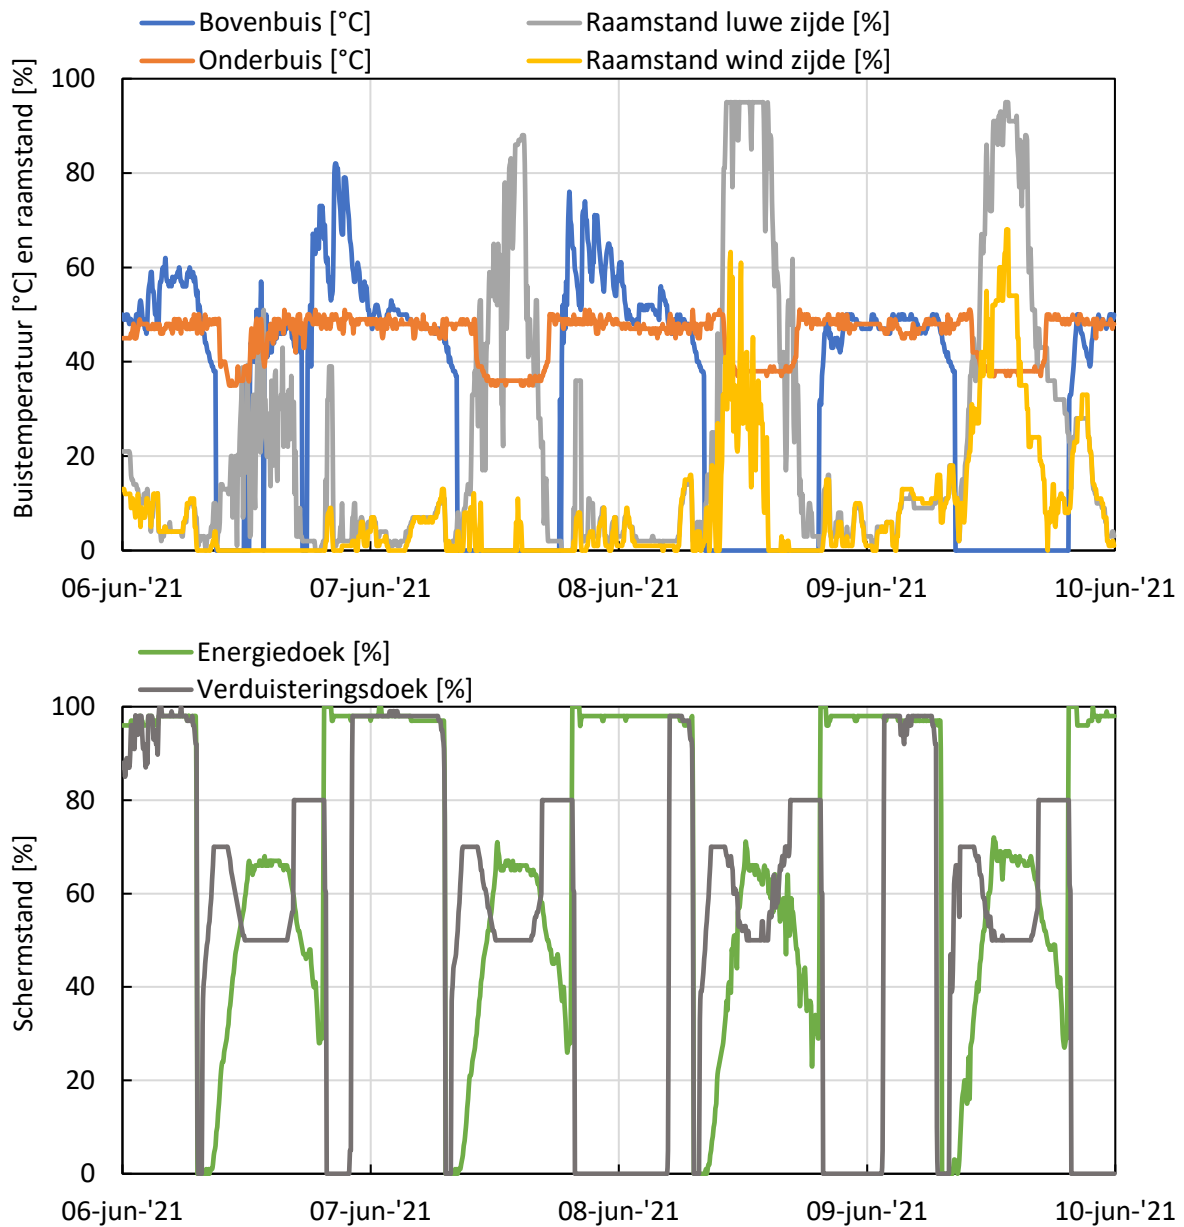 Bovenbuis [°C] Raamstand luwe zijde [%]
Onderbuis [°C] Raamstand wind zijde [%]
Buistemperatuur [°C] en raamstand [%]
100
80
60
40
20
0
06-jun-'21 07-jun-'21 08-jun-'21 09-jun-'21 10-jun-'21
Energiedoek [%]
Verduisteringsdoek [%]
Schermstand [%]
100
80
60
40
20
0
06-jun-'21 07-jun-'21 08-jun-'21 09-jun-'21 10-jun-'21